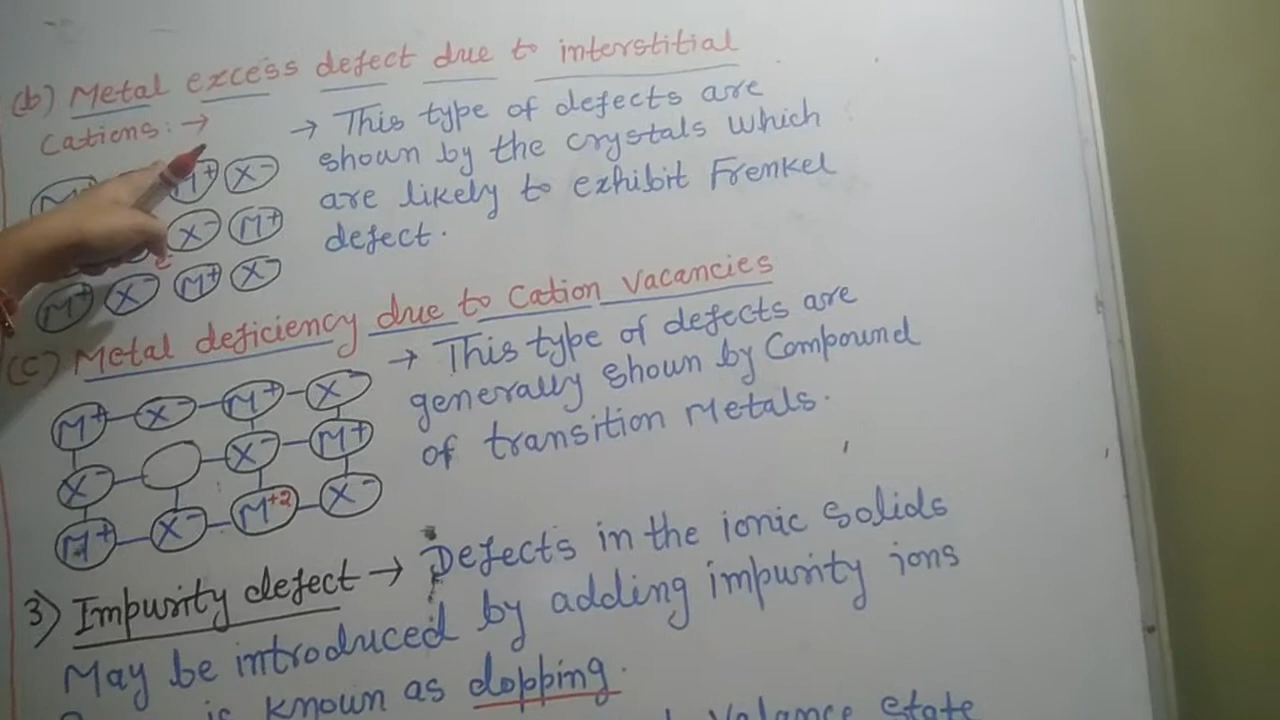 (b) Metal excess defect due to interstitial
Cations: →
→ This type of defects are
shown by the crystals which
are likely to exhibit Frenkel
defect.
M+ X-
X- M+
e-
M+ X- M+ X-
(c) Metal deficiency due to Cation Vacancies
→ This type of defects are
generally shown by Compound
of transition Metals.
M+ X- M+ X-
X- X- M+
M+ X- M+2 X-
3) Impurity defect → Defects in the ionic solids
May be introduced by adding impurity ions
is known as dopping.
Valance State